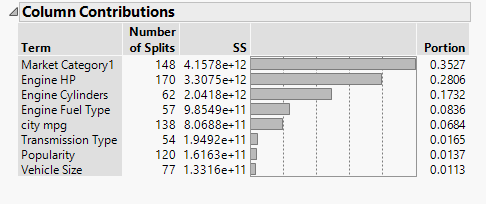 Column Contributions
Number
Term of Splits SS Portion
Market Category1 148 4.1578e+12 0.3527
Engine HP 170 3.3075e+12 0.2806
Engine Cylinders 62 2.0418e+12 0.1732
Engine Fuel Type 57 9.8549e+11 0.0836
city mpg 138 8.0688e+11 0.0684
Transmission Type 54 1.9492e+11 0.0165
Popularity 120 1.6163e+11 0.0137
Vehicle Size 77 1.3316e+11 0.0113